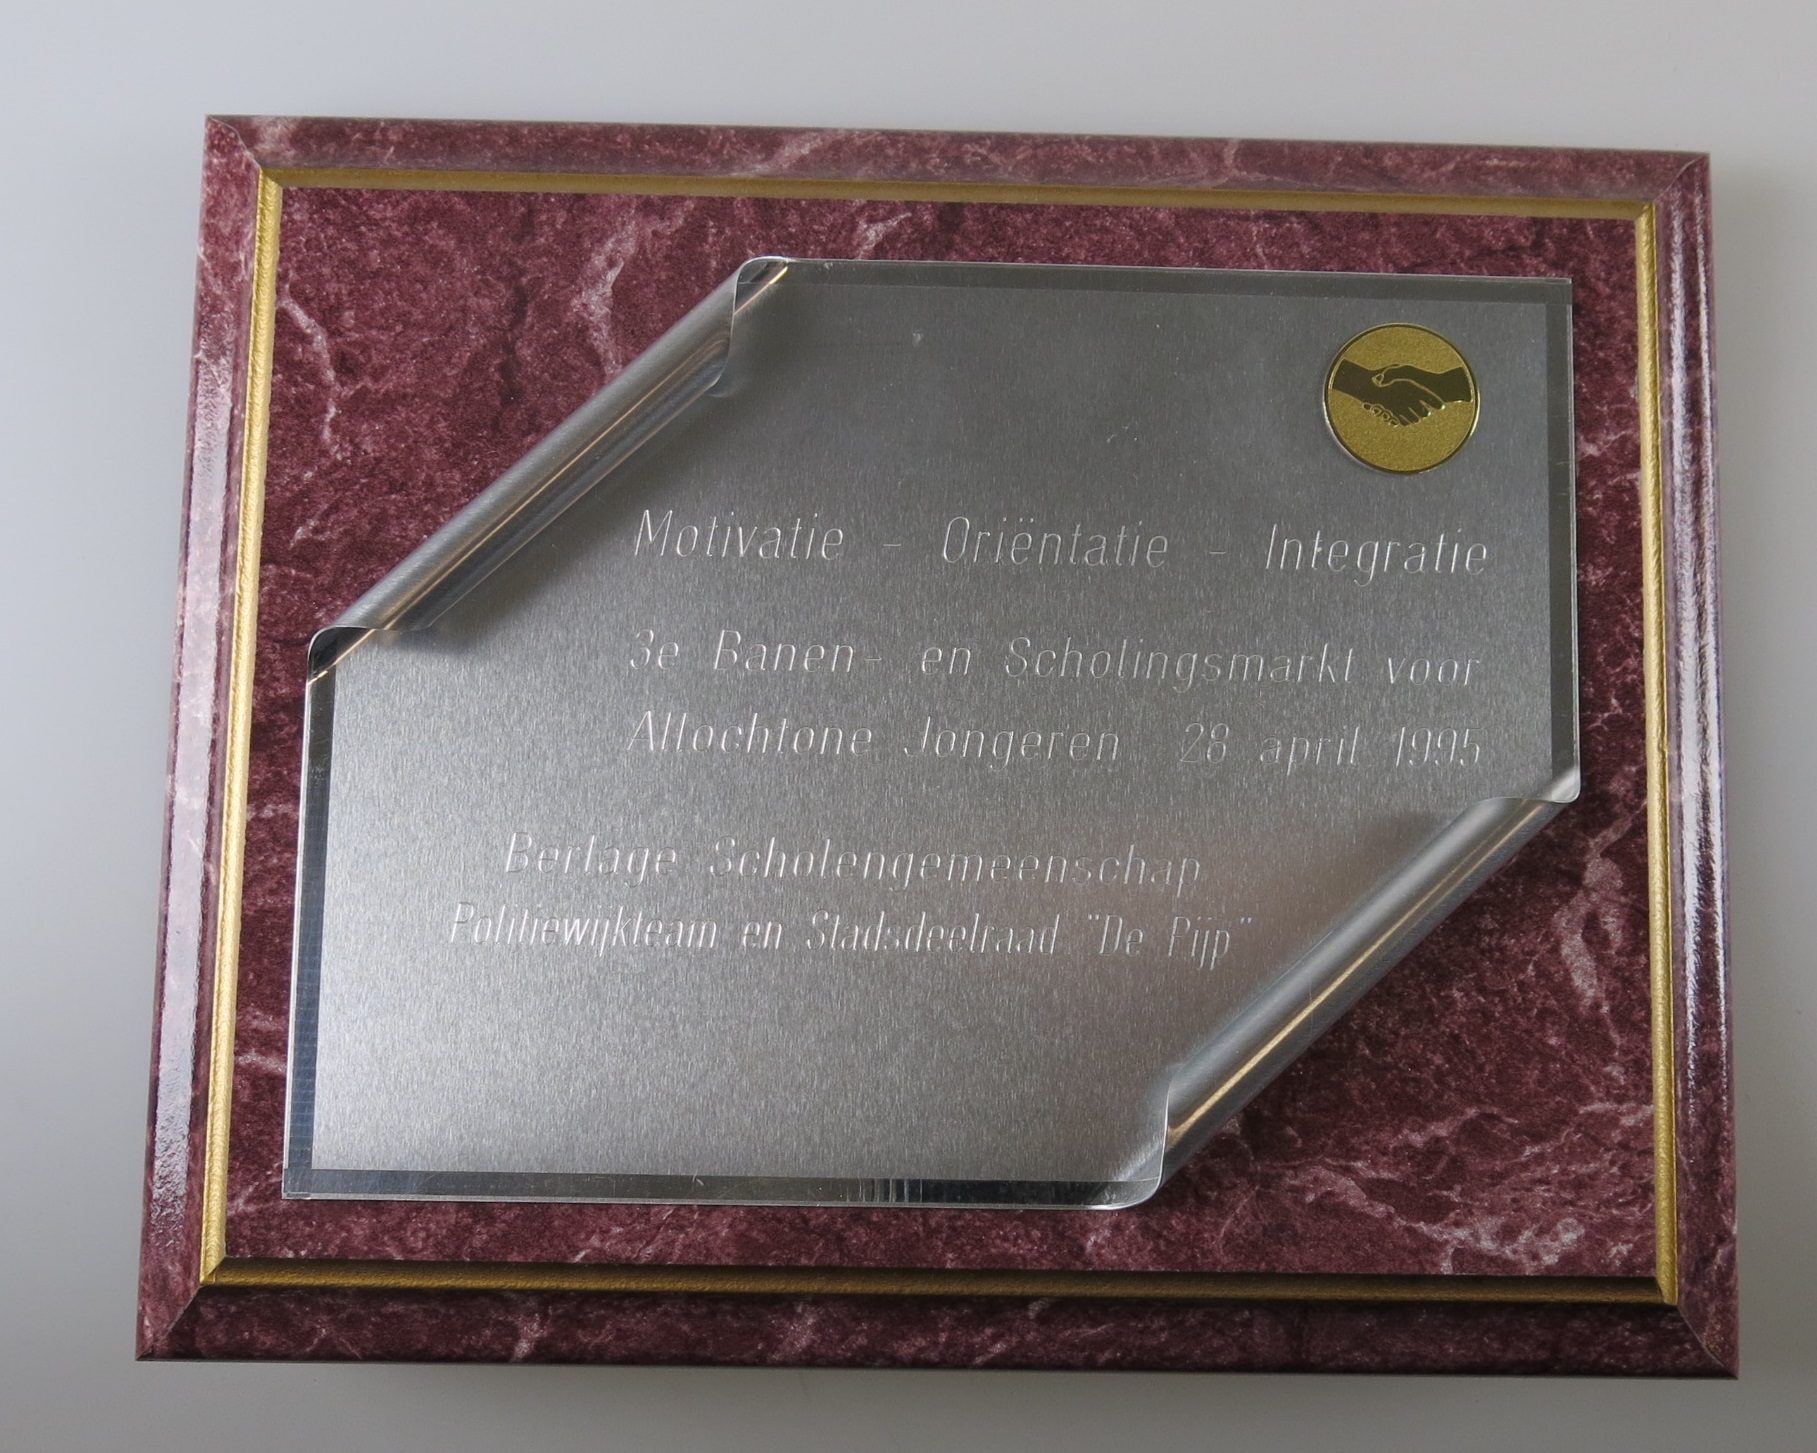 Motivatie - Oriëntatie - Integratie
3e Banen- en Scholingsmarkt voor
Allochtone Jongeren 28 april 1995
Berlage Scholengemeenschap
Politiewijkteam en Stadsdeelraad "De Pijp"